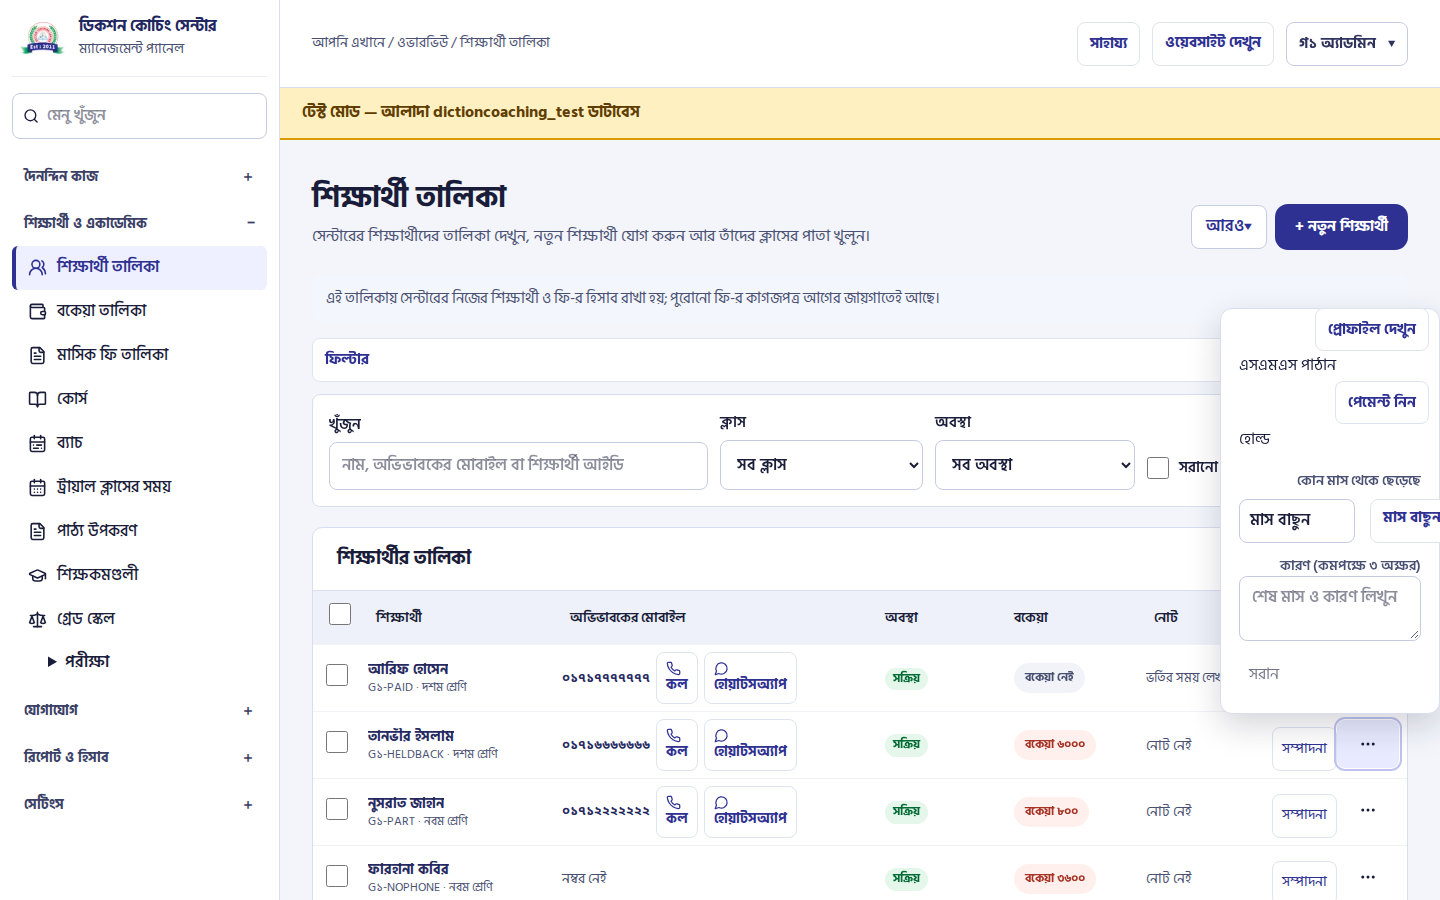 ডিকশন কোচিং সেন্টার
ম্যানেজমেন্ট প্যানেল
Est : 2011
মেনু খুঁজুন
দৈনন্দিন কাজ +
শিক্ষার্থী ও একাডেমিক −
শিক্ষার্থী তালিকা
বকেয়া তালিকা
মাসিক ফি তালিকা
কোর্স
ব্যাচ
ট্রায়াল ক্লাসের সময়
পাঠ্য উপকরণ
শিক্ষকমণ্ডলী
গ্রেড স্কেল
▶ পরীক্ষা
যোগাযোগ +
রিপোর্ট ও হিসাব +
সেটিংস +
আপনি এখানে / ওভারভিউ / শিক্ষার্থী তালিকা
সাহায্য ওয়েবসাইট দেখুন গ১ অ্যাডমিন ▾
টেস্ট মোড — আলাদা dictioncoaching_test ডাটাবেস
শিক্ষার্থী তালিকা
সেন্টারের শিক্ষার্থীদের তালিকা দেখুন, নতুন শিক্ষার্থী যোগ করুন আর তাঁদের ক্লাসের পাতা খুলুন।
আরও▾ + নতুন শিক্ষার্থী
এই তালিকায় সেন্টারের নিজের শিক্ষার্থী ও ফি-র হিসাব রাখা হয়; পুরোনো ফি-র কাগজপত্র আগের জায়গাতেই আছে।
ফিল্টার
খুঁজুন ক্লাস অবস্থা
নাম, অভিভাবকের মোবাইল বা শিক্ষার্থী আইডি সব ক্লাস সব অবস্থা সরানো
শিক্ষার্থীর তালিকা
শিক্ষার্থী অভিভাবকের মোবাইল অবস্থা বকেয়া নোট
আরিফ হোসেন
G১-PAID · দশম শ্রেণি
০১৭১৭৭৭৭৭৭৭ কল হোয়াটসঅ্যাপ সক্রিয় বকেয়া নেই ভর্তির সময়
তানভীর ইসলাম
G১-HELDBACK · দশম শ্রেণি
০১৭১৬৬৬৬৬৬৬ কল হোয়াটসঅ্যাপ সক্রিয় বকেয়া ৬০০০ নোট নেই সম্পাদনা ...
নুসরাত জাহান
G১-PART · নবম শ্রেণি
০১৭১২২২২২২২ কল হোয়াটসঅ্যাপ সক্রিয় বকেয়া ৮০০ নোট নেই সম্পাদনা ...
ফারহানা কবির
G১-NOPHONE · নবম শ্রেণি
নম্বর নেই সক্রিয় বকেয়া ৩৬০০ নোট নেই সম্পাদনা ...
প্রোফাইল দেখুন
এসএমএস পাঠান
পেমেন্ট নিন
হোল্ড
কোন মাস থেকে ছেড়েছে
মাস বাছুন মাস বাছুন
কারণ (কমপক্ষে ৩ অক্ষর)
শেষ মাস ও কারণ লিখুন
সরান